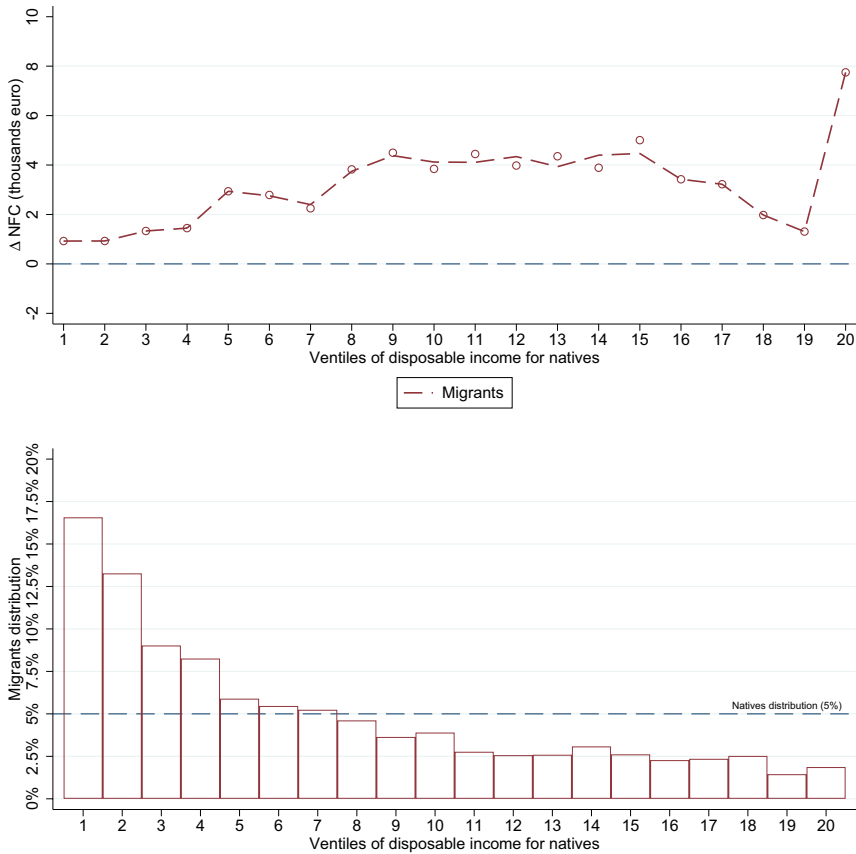 Δ NFC (thousands euro)
10
8
6
4
2
0
-2
1 2 3 4 5 6 7 8 9 10 11 12 13 14 15 16 17 18 19 20
Ventiles of disposable income for natives
Migrants
Migrants distribution
20%
17.5%
15%
12.5%
10%
7.5%
5%
2.5%
0%
Natives distribution (5%)
1 2 3 4 5 6 7 8 9 10 11 12 13 14 15 16 17 18 19 20
Ventiles of disposable income for natives